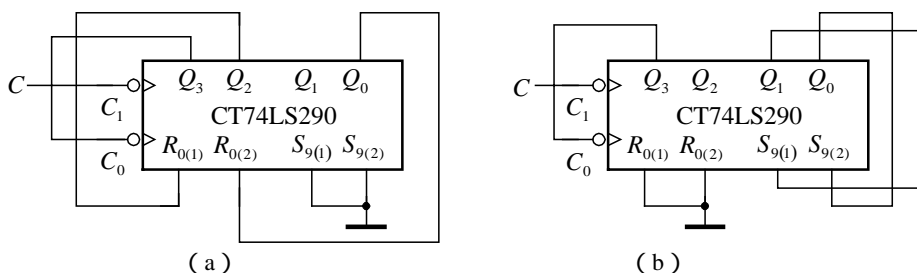 Q₃ Q₂ Q₁ Q₀
C
C₁
CT74LS290
C₀
R₀₍₁₎ R₀₍₂₎ S₉₍₁₎ S₉₍₂₎
(a)
Q₃ Q₂ Q₁ Q₀
C
C₁
CT74LS290
C₀
R₀₍₁₎ R₀₍₂₎ S₉₍₁₎ S₉₍₂₎
(b)